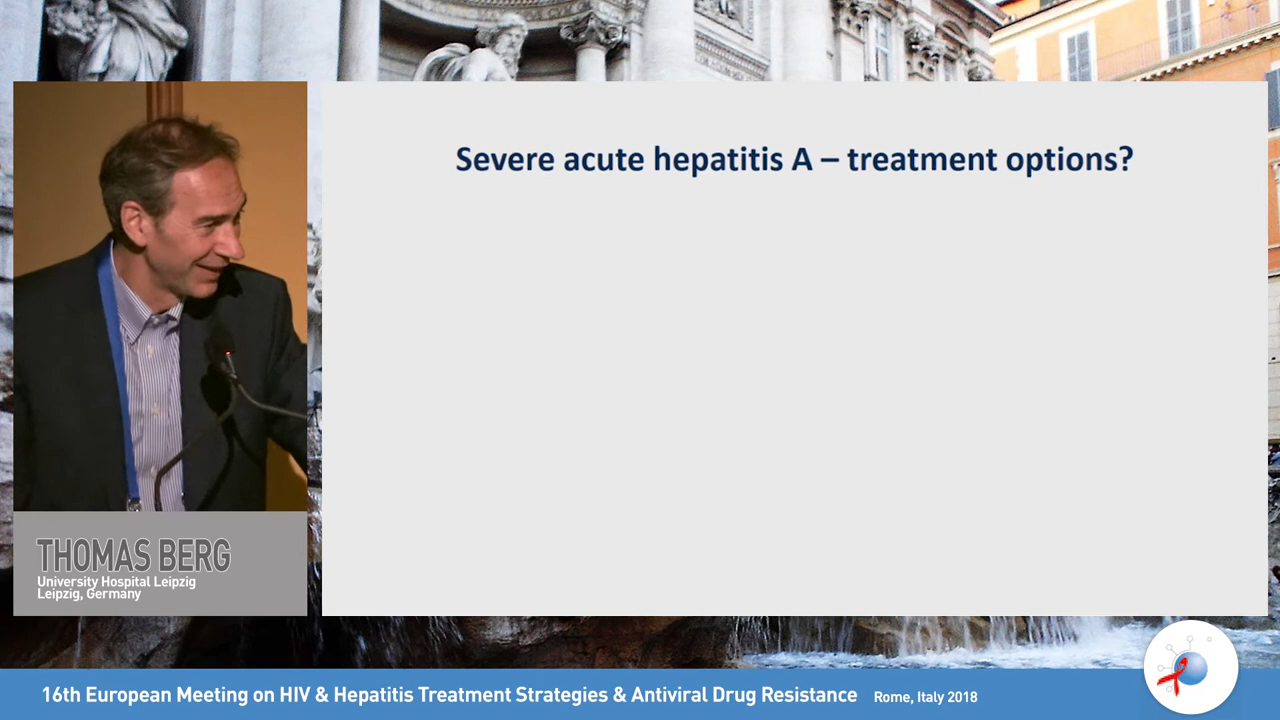 Severe acute hepatitis A – treatment options?
THOMAS BERG
University Hospital Leipzig
Leipzig, Germany
16th European Meeting on HIV & Hepatitis Treatment Strategies & Antiviral Drug Resistance Rome, Italy 2018